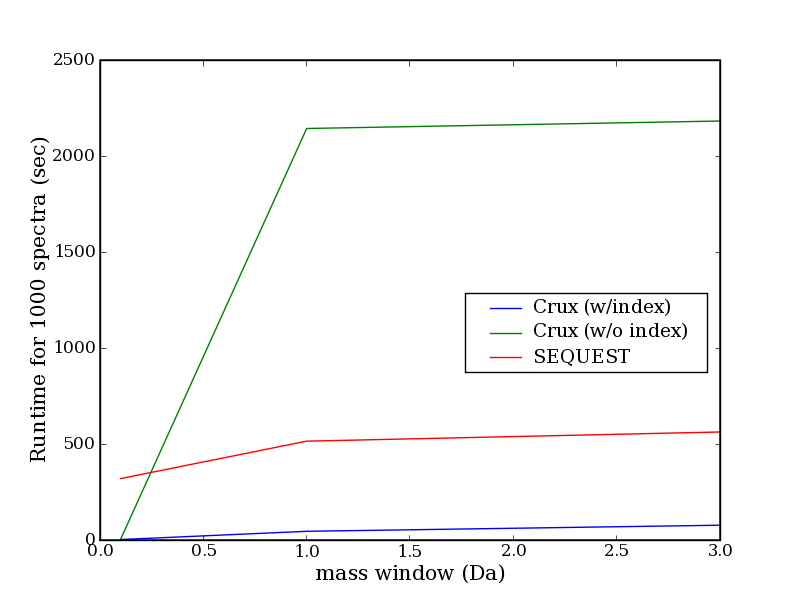 2500
2000
1500
1000
500
0
Runtime for 1000 spectra (sec)
Crux (w/index)
Crux (w/o index)
SEQUEST
0.0 0.5 1.0 1.5 2.0 2.5 3.0
mass window (Da)